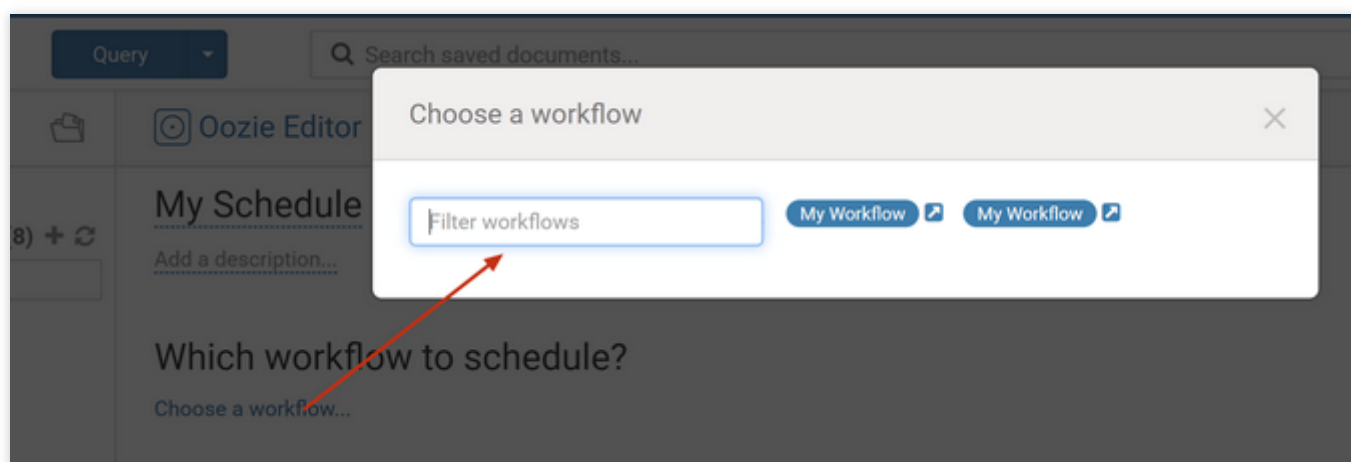 Query
Search saved documents...
Choose a workflow
Oozie Editor
My Schedule
Filter workflows
My Workflow
My Workflow
8)
Add a description...
Which workflow to schedule?
Choose a workflow...